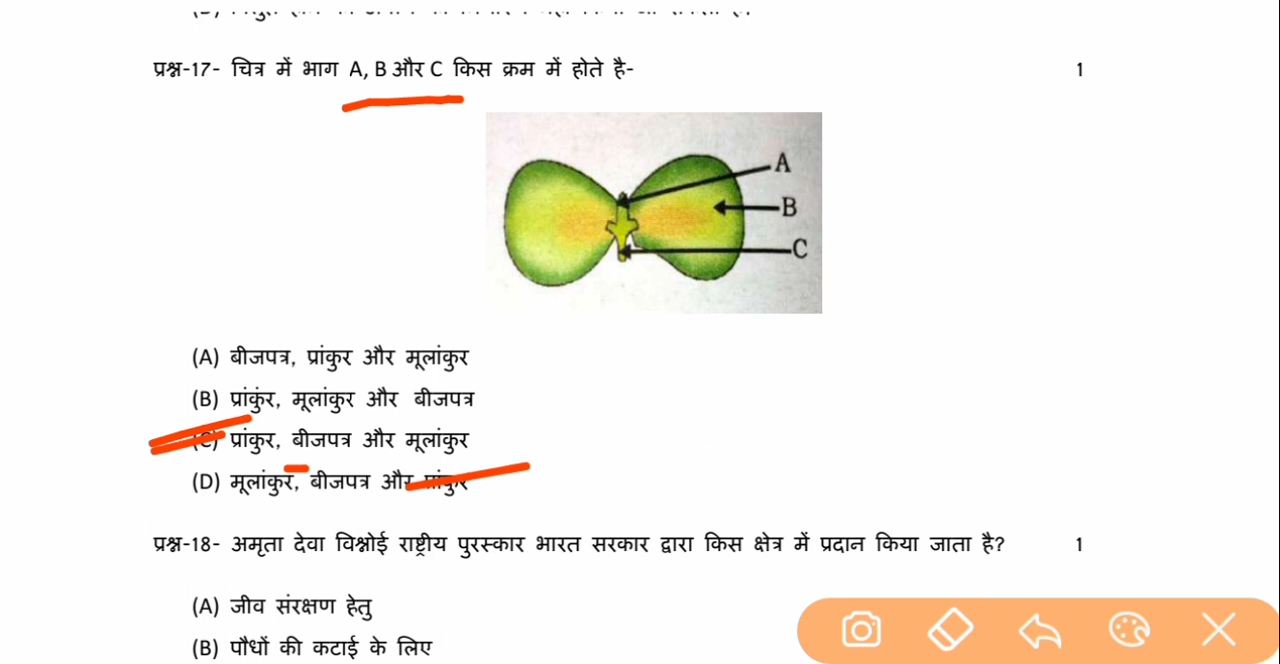 प्रश्न-17- चित्र में भाग A, B और C किस क्रम में होते है- 1
A
B
C
(A) बीजपत्र, प्रांकुर और मूलांकुर
(B) प्रांकुंर, मूलांकुर और बीजपत्र
(C) प्रांकुर, बीजपत्र और मूलांकुर
(D) मूलांकुर, बीजपत्र और प्रांकुर
प्रश्न-18- अमृता देवा विश्नोई राष्ट्रीय पुरस्कार भारत सरकार द्वारा किस क्षेत्र में प्रदान किया जाता है? 1
(A) जीव संरक्षण हेतु
(B) पौधों की कटाई के लिए